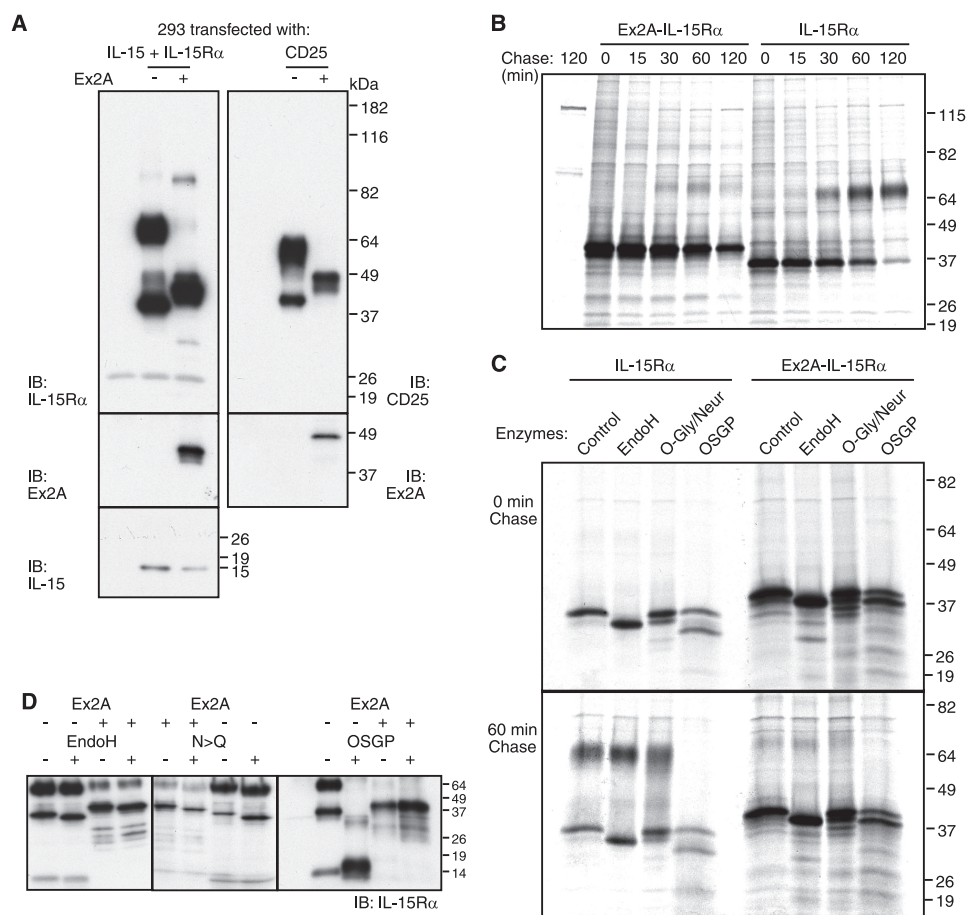 A
293 transfected with:
IL-15 + IL-15Rα CD25
Ex2A - + - +
kDa
182
116
82
64
49
37
26
19
IB:
IL-15Rα
IB:
CD25
49
37
IB:
Ex2A
IB:
Ex2A
26
19
15
IB:
IL-15
B
Ex2A-IL-15Rα IL-15Rα
Chase: 120 0 15 30 60 120 0 15 30 60 120
(min)
115
82
64
49
37
26
19
C
IL-15Rα Ex2A-IL-15Rα
Enzymes: Control EndoH O-Gly/Neur OSGP Control EndoH O-Gly/Neur OSGP
0 min
Chase
82
64
49
37
26
19
60 min
Chase
82
64
49
37
26
19
D
Ex2A Ex2A Ex2A
- - + + + + - - - - + +
EndoH N>Q OSGP
- + - + - + - + - + - +
64
49
37
26
19
14
IB: IL-15Rα